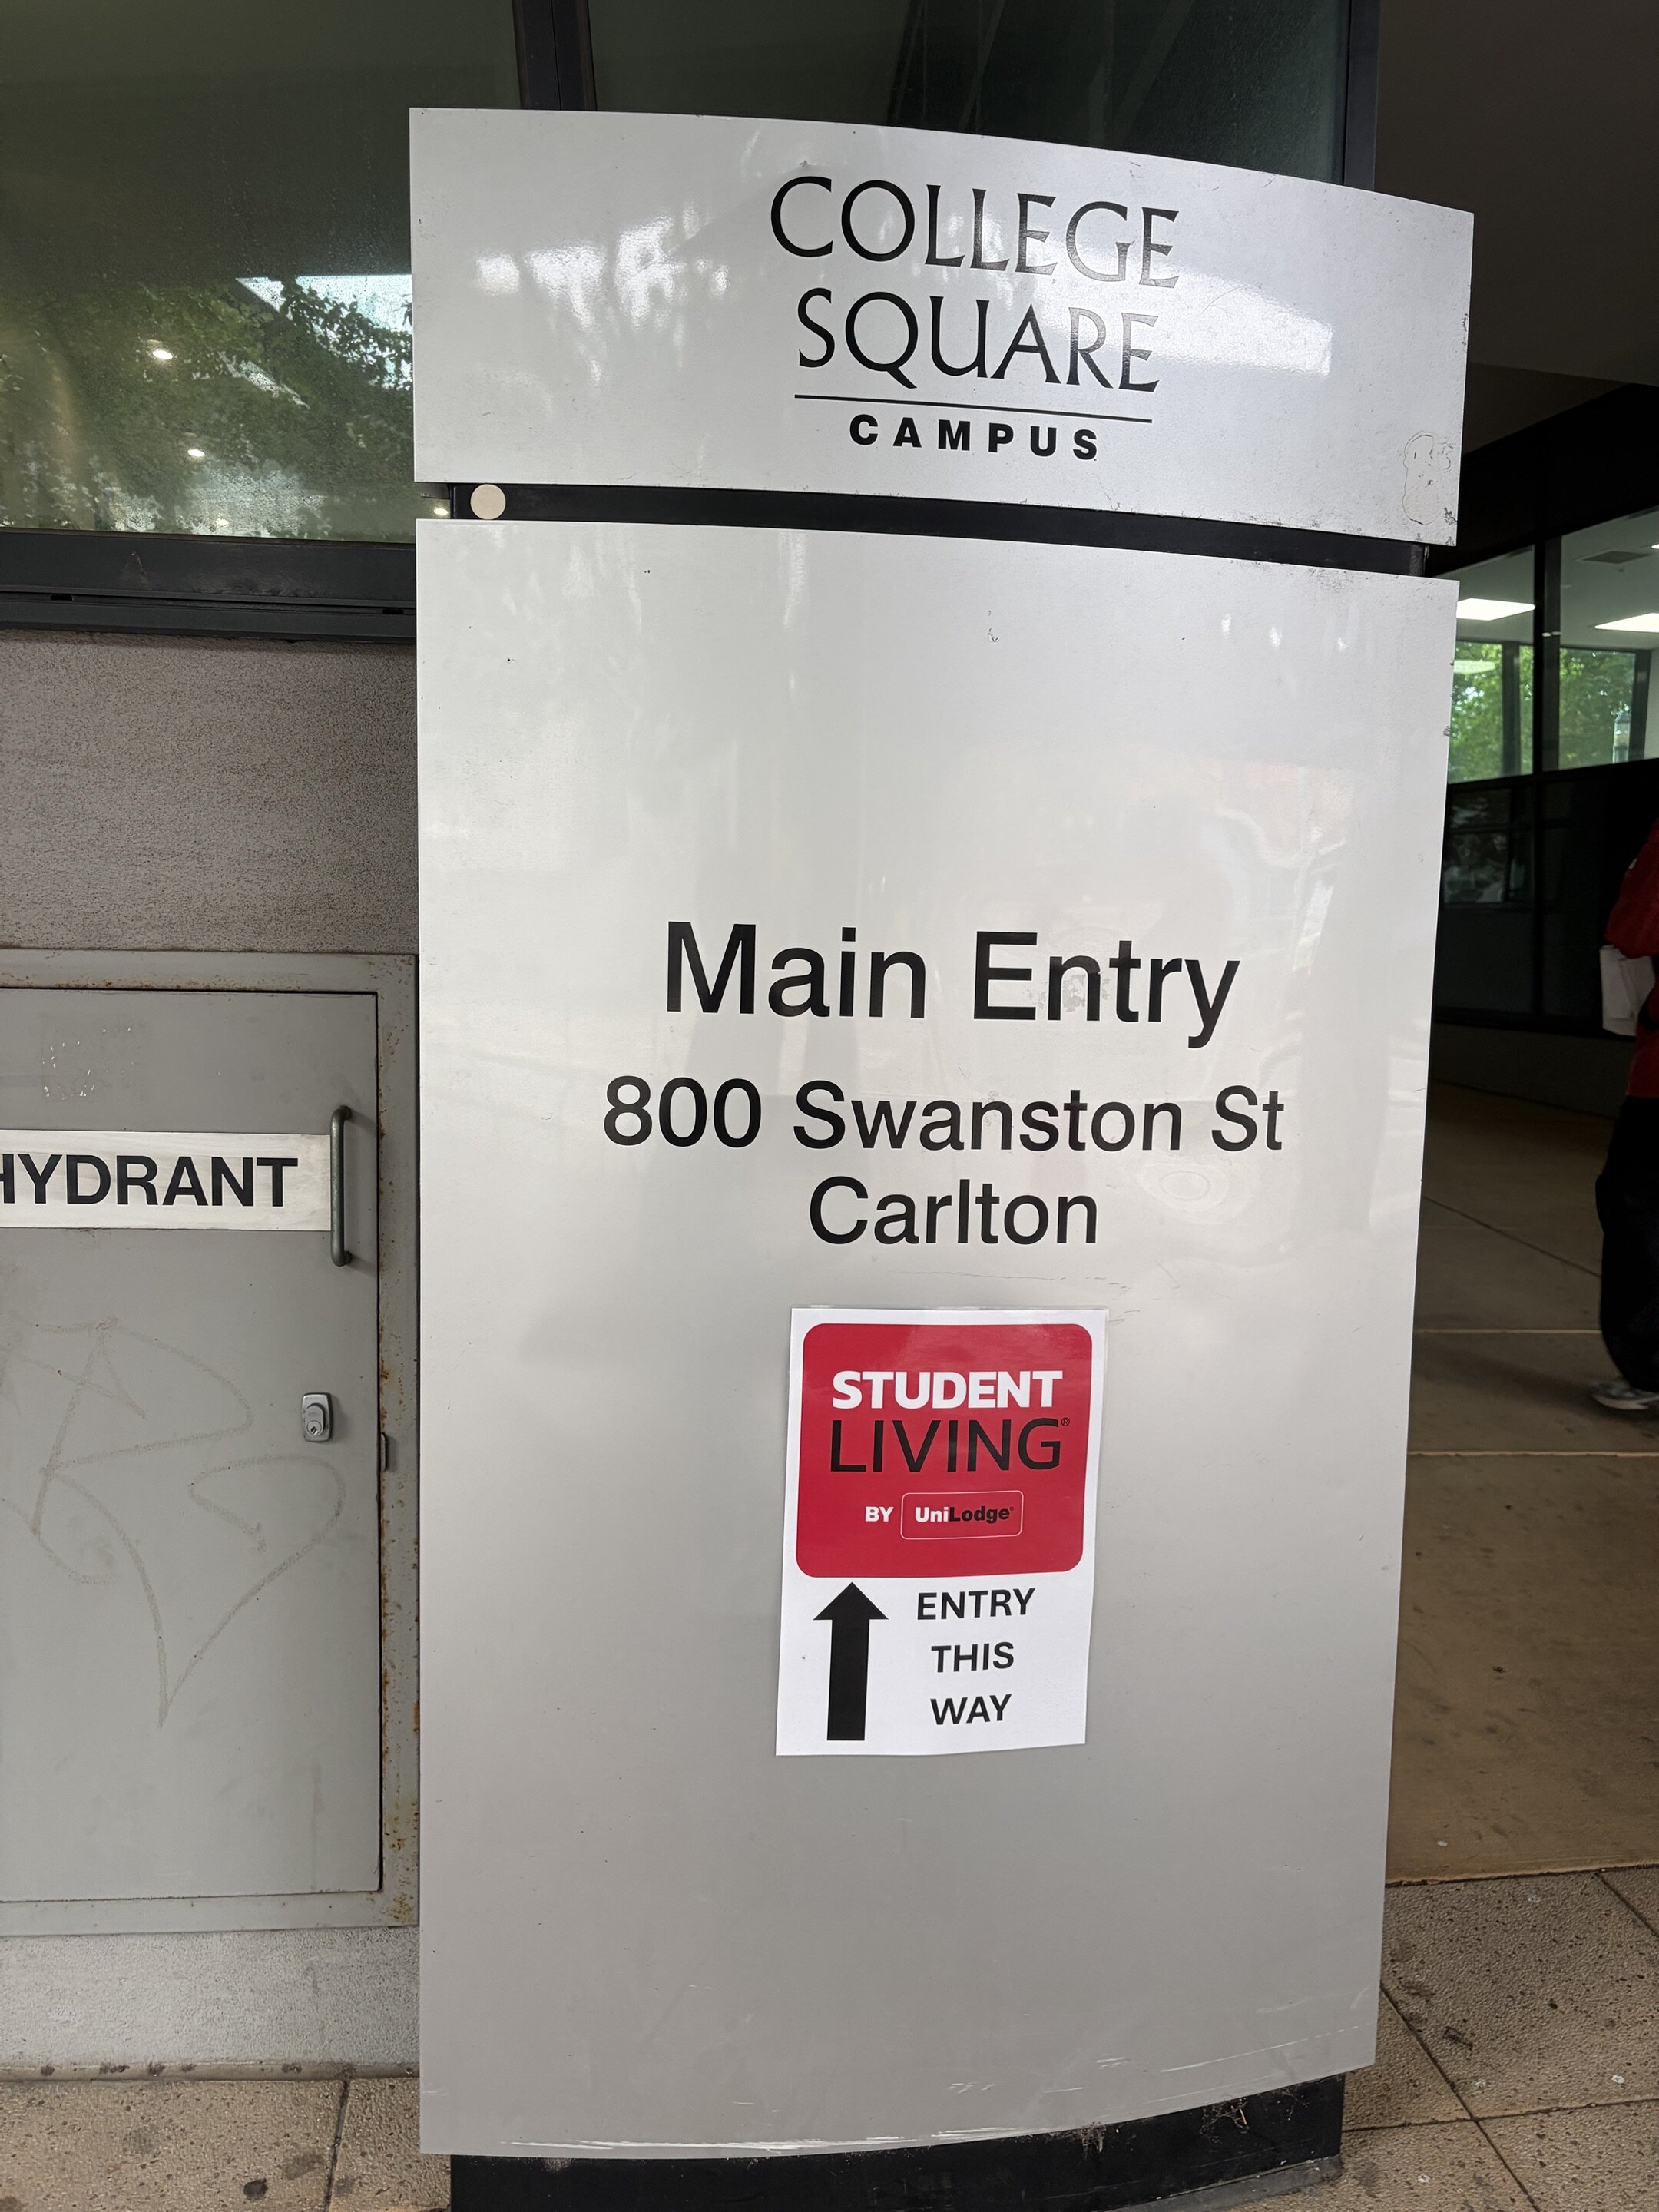 COLLEGE
SQUARE
CAMPUS
Main Entry
800 Swanston St
Carlton
HYDRANT
STUDENT
LIVING®
BY UniLodge®
ENTRY
THIS
WAY